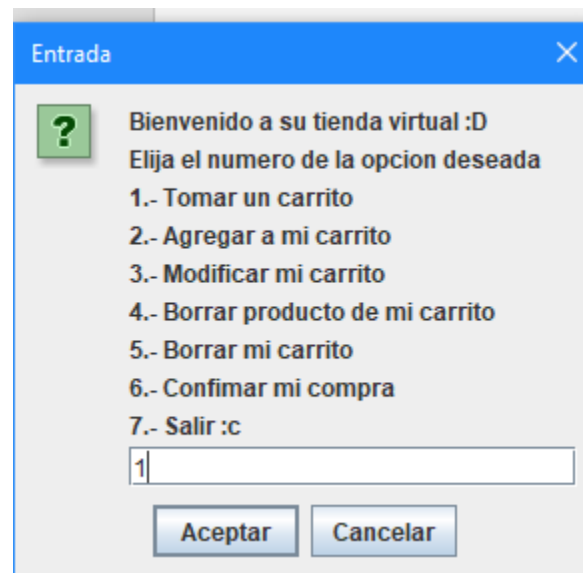 Entrada
?
Bienvenido a su tienda virtual :D
Elija el numero de la opcion deseada
1.- Tomar un carrito
2.- Agregar a mi carrito
3.- Modificar mi carrito
4.- Borrar producto de mi carrito
5.- Borrar mi carrito
6.- Confimar mi compra
7.- Salir :c
1
Aceptar Cancelar